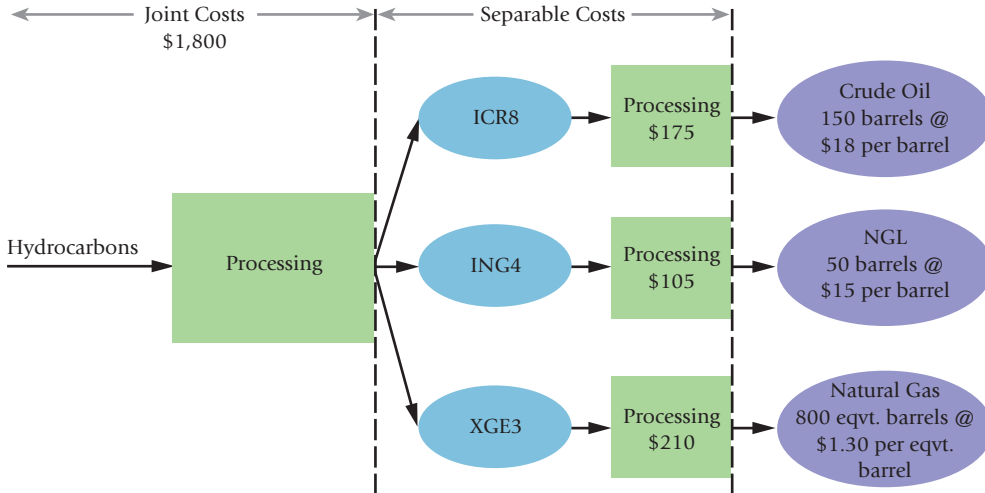 Joint Costs
$1,800
Separable Costs
ICR8
Processing
$175
Crude Oil
150 barrels @
$18 per barrel
Hydrocarbons
Processing
ING4
Processing
$105
NGL
50 barrels @
$15 per barrel
XGE3
Processing
$210
Natural Gas
800 eqvt. barrels @
$1.30 per eqvt.
barrel